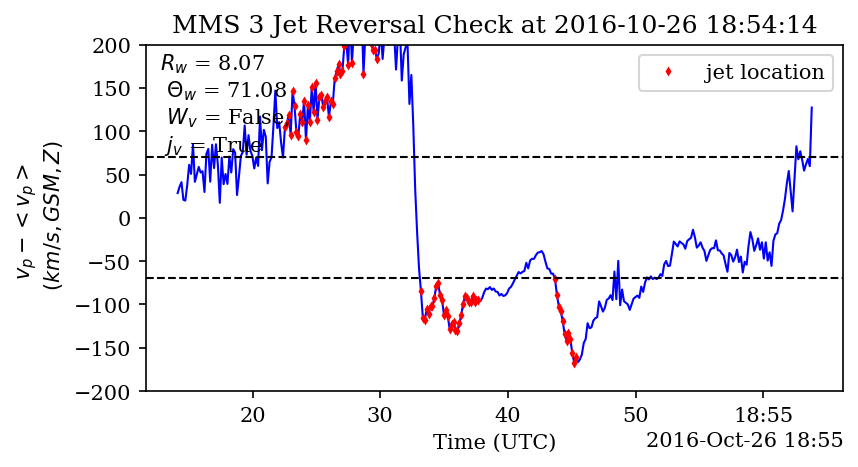 MMS 3 Jet Reversal Check at 2016-10-26 18:54:14
R_w = 8.07
Θ_w = 71.08
W_v = False
j_v = True
jet location
v_p − < v_p >
(km/s, GSM, Z)
200
150
100
50
0
−50
−100
−150
−200
20 30 40 50 18:55
Time (UTC)
2016-Oct-26 18:55